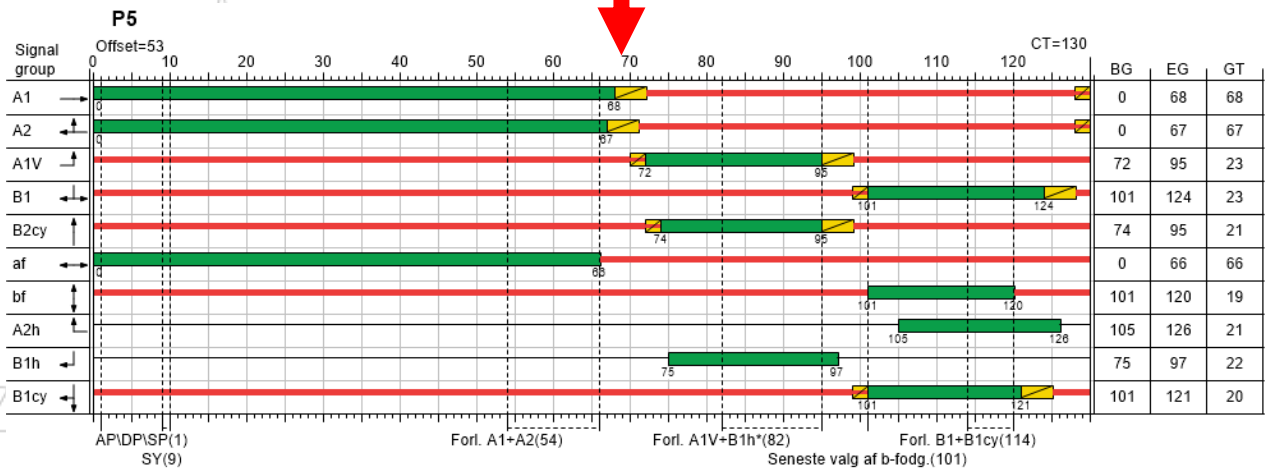 P5
Signal group
Offset=53
CT=130
0 10 20 30 40 50 60 70 80 90 100 110 120
BG EG GT
A1 0 68 0 68 68
A2 0 67 0 67 67
A1V 72 95 72 95 23
B1 101 124 101 124 23
B2cy 74 95 74 95 21
af 0 66 0 66 66
bf 101 120 101 120 19
A2h 105 126 105 126 21
B1h 75 97 75 97 22
B1cy 101 121 101 121 20
AP\DP\SP(1) Forl. A1+A2(54) Forl. A1V+B1h*(82) Forl. B1+B1cy(114)
SY(9) Seneste valg af b-fodg.(101)